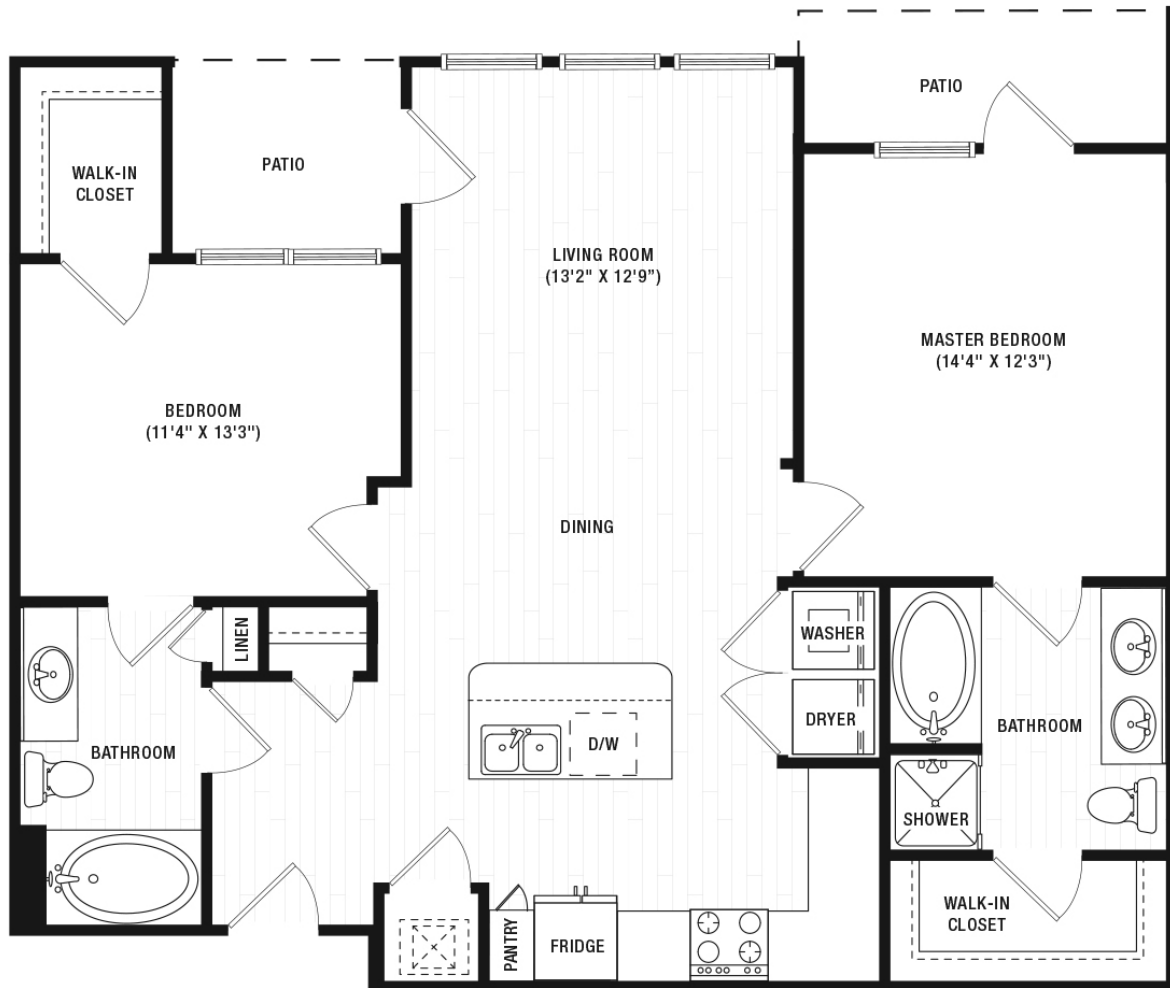 PATIO
WALK-IN
CLOSET
PATIO
LIVING ROOM
(13'2" X 12'9”)
MASTER BEDROOM
(14'4" X 12'3")
BEDROOM
(11'4" X 13'3")
DINING
LINEN
WASHER
DRYER
BATHROOM
D/W
BATHROOM
SHOWER
WALK-IN
CLOSET
PANTRY
FRIDGE